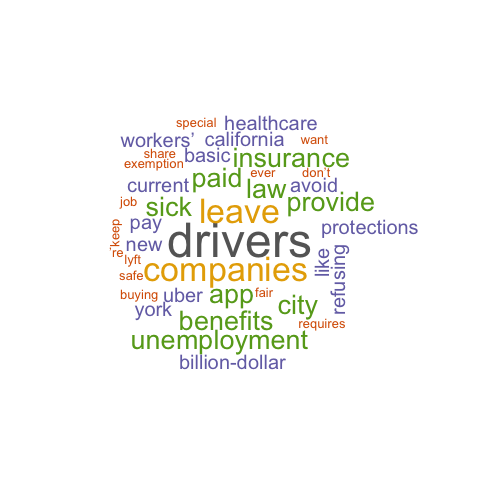 special healthcare
workers’ california want
share basic insurance
exemption ever don’t
current paid law avoid
job sick leave provide
pay protections
keep new drivers
’re lyft companies like refusing
safe
buying uber app fair city
york benefits requires
unemployment
billion-dollar